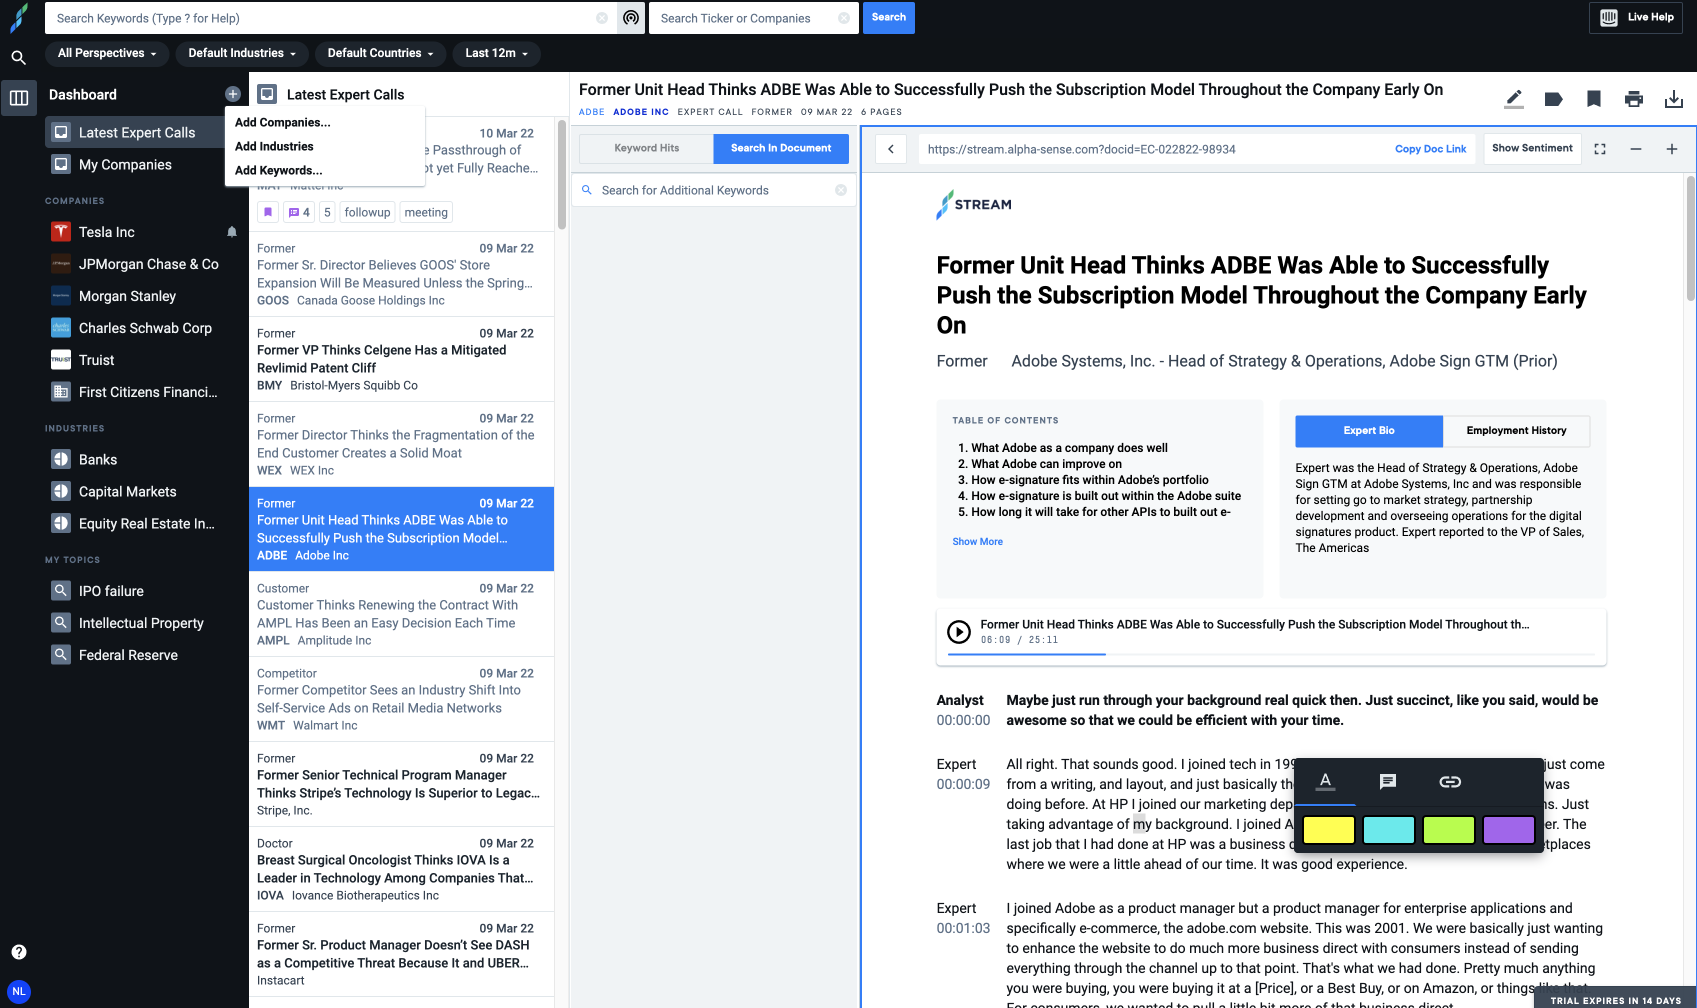 Search Keywords (Type ? for Help)
Search Ticker or Companies
Search
Live Help
All Perspectives
Default Industries
Default Countries
Last 12m
Dashboard
Latest Expert Calls
My Companies
COMPANIES
Tesla Inc
JPMorgan Chase & Co
Morgan Stanley
Charles Schwab Corp
Truist
First Citizens Financi...
INDUSTRIES
Banks
Capital Markets
Equity Real Estate In...
MY TOPICS
IPO failure
Intellectual Property
Federal Reserve
NL
Add Companies...
Add Industries
Add Keywords...
Latest Expert Calls
10 Mar 22
e Passthrough of
ot yet Fully Reache...
4
5
followup
meeting
Former
09 Mar 22
Former Sr. Director Believes GOOS' Store
Expansion Will Be Measured Unless the Spring...
GOOS Canada Goose Holdings Inc
Former
09 Mar 22
Former VP Thinks Celgene Has a Mitigated
Revlimid Patent Cliff
BMY Bristol-Myers Squibb Co
Former
09 Mar 22
Former Director Thinks the Fragmentation of the
End Customer Creates a Solid Moat
WEX WEX Inc
Former
09 Mar 22
Former Unit Head Thinks ADBE Was Able to
Successfully Push the Subscription Model...
ADBE Adobe Inc
Customer
09 Mar 22
Customer Thinks Renewing the Contract With
AMPL Has Been an Easy Decision Each Time
AMPL Amplitude Inc
Competitor
09 Mar 22
Former Competitor Sees an Industry Shift Into
Self-Service Ads on Retail Media Networks
WMT Walmart Inc
Former
09 Mar 22
Former Senior Technical Program Manager
Thinks Stripe's Technology Is Superior to Legac...
Stripe, Inc.
Doctor
09 Mar 22
Breast Surgical Oncologist Thinks IOVA Is a
Leader in Technology Among Companies That...
IOVA Iovance Biotherapeutics Inc
Former
09 Mar 22
Former Sr. Product Manager Doesn't See DASH
as a Competitive Threat Because It and UBER...
Instacart
Former Unit Head Thinks ADBE Was Able to Successfully Push the Subscription Model Throughout the Company Early On
ADBE ADOBE INC EXPERT CALL FORMER 09 MAR 22 6 PAGES
Keyword Hits
Search In Document
Search for Additional Keywords
https://stream.alpha-sense.com?docid=EC-022822-98934
Copy Doc Link
Show Sentiment
STREAM
Former Unit Head Thinks ADBE Was Able to Successfully
Push the Subscription Model Throughout the Company Early
On
Former Adobe Systems, Inc. - Head of Strategy & Operations, Adobe Sign GTM (Prior)
TABLE OF CONTENTS
1. What Adobe as a company does well
2. What Adobe can improve on
3. How e-signature fits within Adobe's portfolio
4. How e-signature is built out within the Adobe suite
5. How long it will take for other APIs to built out e-
Show More
Expert Bio
Employment History
Expert was the Head of Strategy & Operations, Adobe
Sign GTM at Adobe Systems, Inc and was responsible
for setting go to market strategy, partnership
development and overseeing operations for the digital
signatures product. Expert reported to the VP of Sales,
The Americas
Former Unit Head Thinks ADBE Was Able to Successfully Push the Subscription Model Throughout th...
06:09 / 25:11
Analyst
00:00:00
Maybe just run through your background real quick then. Just succinct, like you said, would be
awesome so that we could be efficient with your time.
Expert
00:00:09
All right. That sounds good. I joined tech in 199 just come
from a writing, and layout, and just basically th was
doing before. At HP I joined our marketing dep ns. Just
taking advantage of my background. I joined A er. The
last job that I had done at HP was a business d etplaces
where we were a little ahead of our time. It was good experience.
A
Expert
00:01:03
I joined Adobe as a product manager but a product manager for enterprise applications and
specifically e-commerce, the adobe.com website. This was 2001. We were basically just wanting
to enhance the website to do much more business direct with consumers instead of sending
everything through the channel up to that point. That's what we had done. Pretty much anything
you were buying, you were buying it at a [Price], or a Best Buy, or on Amazon, or things like that.
TRIAL EXPIRES IN 14 DAYS